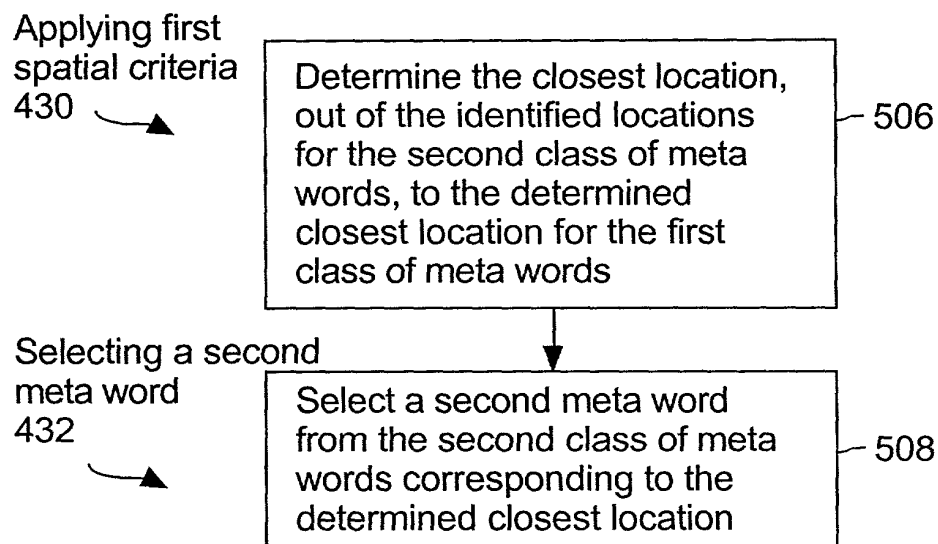 Applying first
spatial criteria
430
Determine the closest location,
out of the identified locations
for the second class of meta
words, to the determined
closest location for the first
class of meta words
506
Selecting a second
meta word
432
Select a second meta word
from the second class of meta
words corresponding to the
determined closest location
508